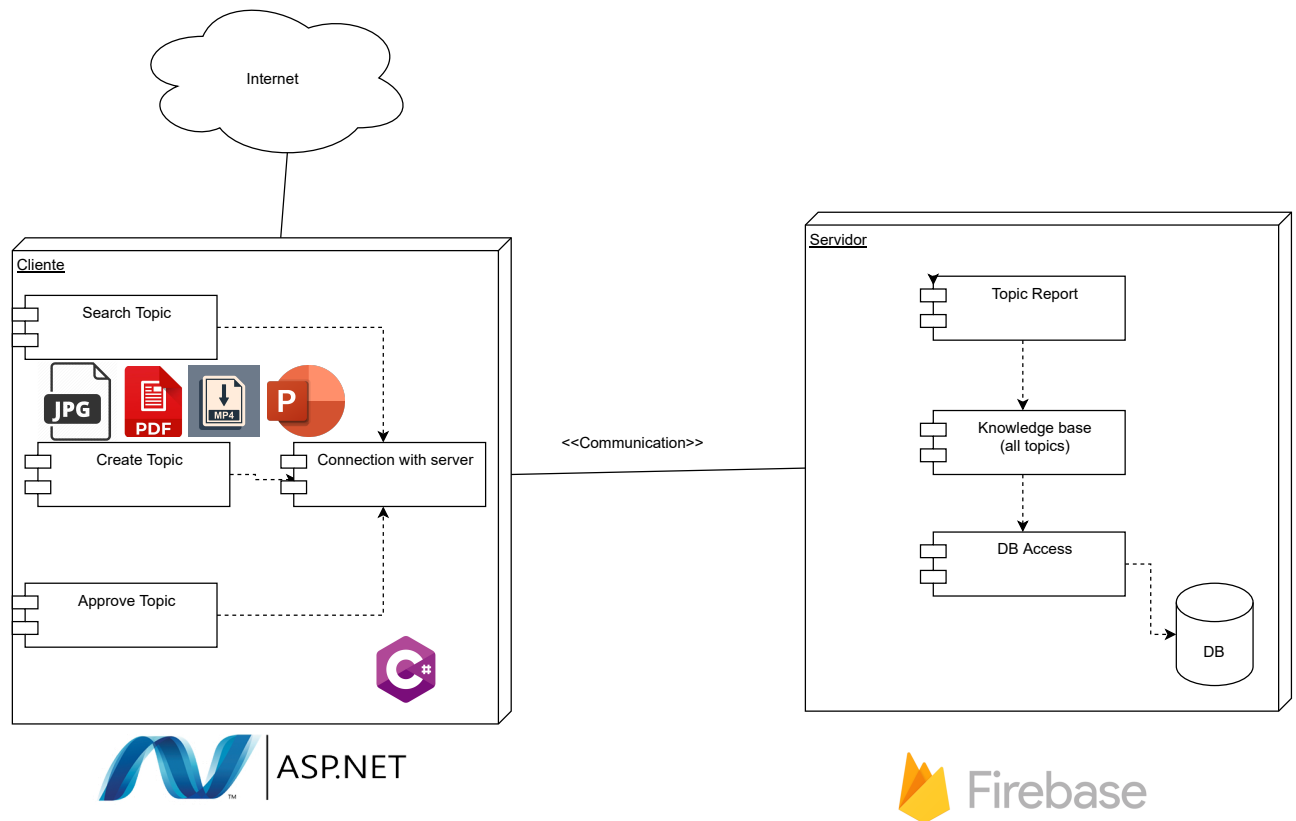 Internet
Cliente
Search Topic
JPG
PDF
MP4
P
Create Topic
Connection with server
Approve Topic
C#
ASP.NET
™
<<Communication>>
Servidor
Topic Report
Knowledge base
(all topics)
DB Access
DB
Firebase